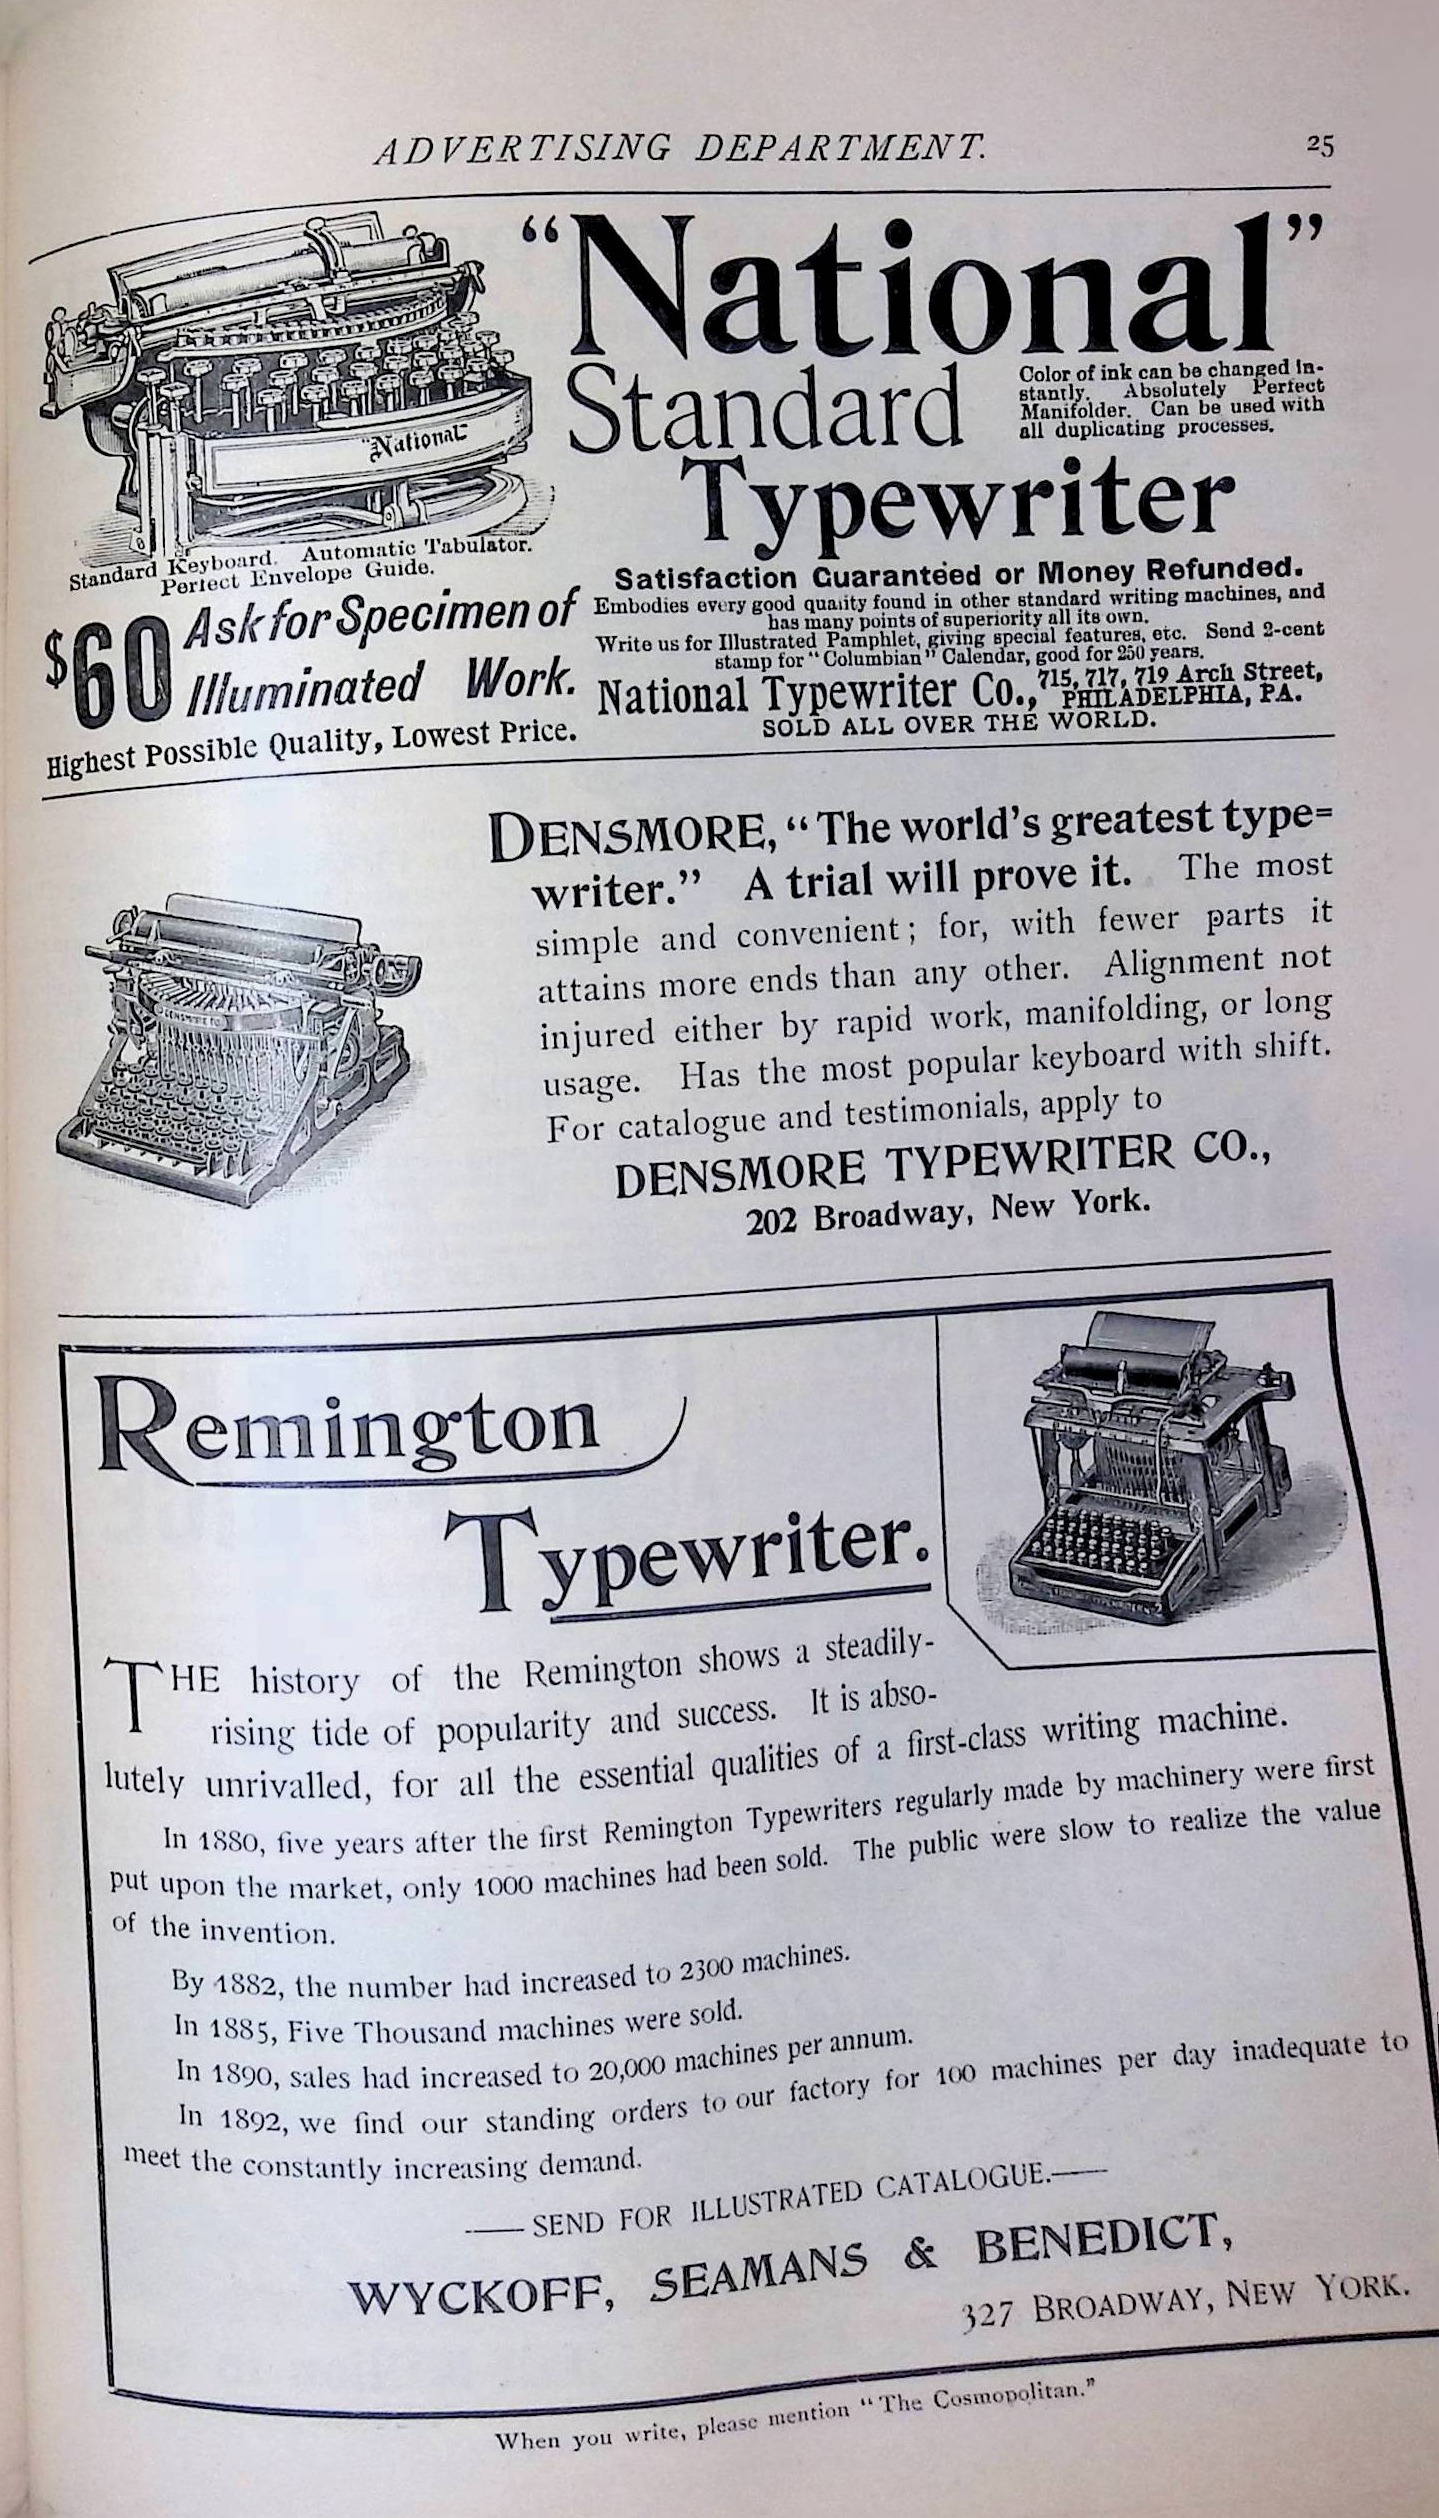 ADVERTISING DEPARTMENT. 25
"National"
Standard
Typewriter
Color of ink can be changed in-
stantly. Absolutely Perfect
Manifolder. Can be used with
all duplicating processes.
"National"
Standard Keyboard. Automatic Tabulator.
Perfect Envelope Guide.
$60 Ask for Specimen of
Illuminated Work.
Highest Possible Quality, Lowest Price.
Satisfaction Guaranteed or Money Refunded.
Embodies every good quality found in other standard writing machines, and
has many points of superiority all its own.
Write us for Illustrated Pamphlet, giving special features, etc. Send 2-cent
stamp for "Columbian" Calendar, good for 250 years.
National Typewriter Co., 715, 717, 719 Arch Street,
PHILADELPHIA, PA.
SOLD ALL OVER THE WORLD.
DENSMORE, "The world's greatest type=
writer." A trial will prove it. The most
simple and convenient; for, with fewer parts it
attains more ends than any other. Alignment not
injured either by rapid work, manifolding, or long
usage. Has the most popular keyboard with shift.
For catalogue and testimonials, apply to
DENSMORE TYPEWRITER CO.,
202 Broadway, New York.
Remington
Typewriter.
THE history of the Remington shows a steadily-
rising tide of popularity and success. It is abso-
lutely unrivalled, for all the essential qualities of a first-class writing machine.
In 1880, five years after the first Remington Typewriters regularly made by machinery were first
put upon the market, only 1000 machines had been sold. The public were slow to realize the value
of the invention.
By 1882, the number had increased to 2300 machines.
In 1885, Five Thousand machines were sold.
In 1890, sales had increased to 20,000 machines per annum.
In 1892, we find our standing orders to our factory for 100 machines per day inadequate to
meet the constantly increasing demand.
—SEND FOR ILLUSTRATED CATALOGUE.—
WYCKOFF, SEAMANS & BENEDICT,
327 BROADWAY, NEW YORK.
When you write, please mention "The Cosmopolitan."